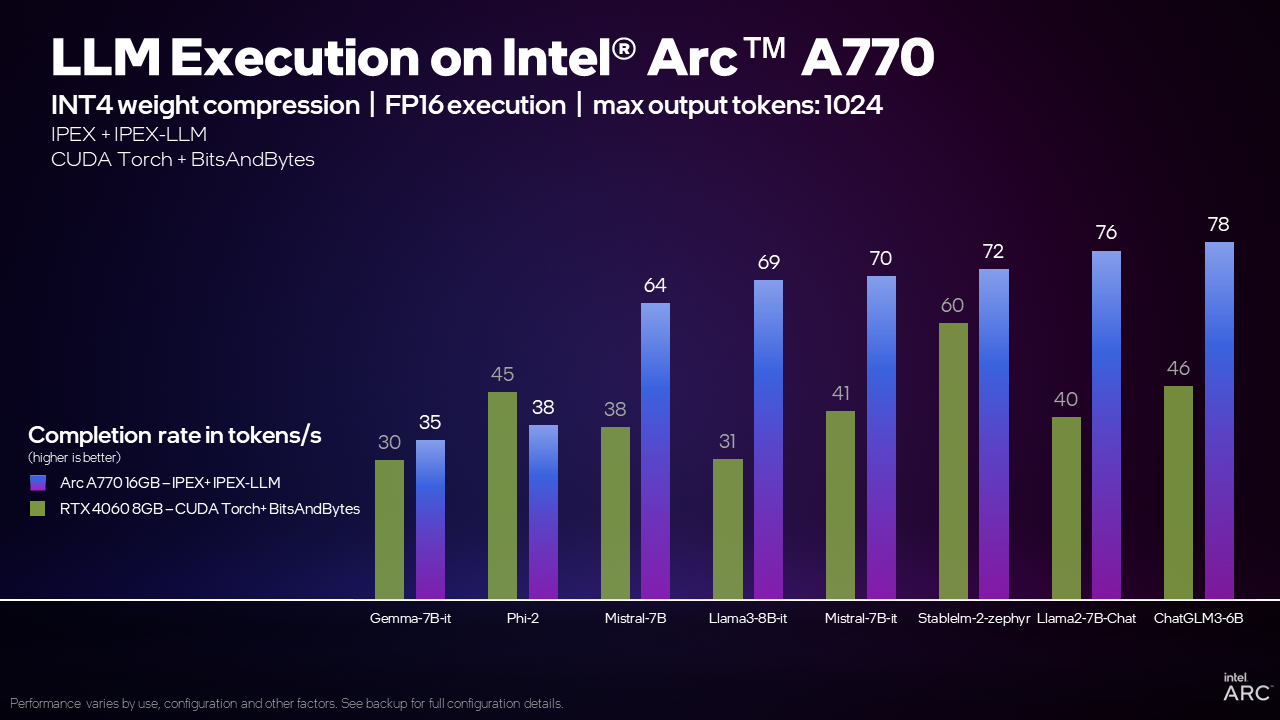 LLM Execution on Intel® Arc™ A770
INT4 weight compression | FP16 execution | max output tokens: 1024
IPEX + IPEX-LLM
CUDA Torch + BitsAndBytes
Completion rate in tokens/s
(higher is better)
Arc A770 16GB – IPEX+ IPEX-LLM
RTX 4060 8GB – CUDA Torch+ BitsAndBytes
30 35
45 38
38 64
31 69
41 70
60 72
40 76
46 78
Gemma-7B-it Phi-2 Mistral-7B Llama3-8B-it Mistral-7B-it Stablelm-2-zephyr Llama2-7B-Chat ChatGLM3-6B
Performance varies by use, configuration and other factors. See backup for full configuration details.
intel
ARC™